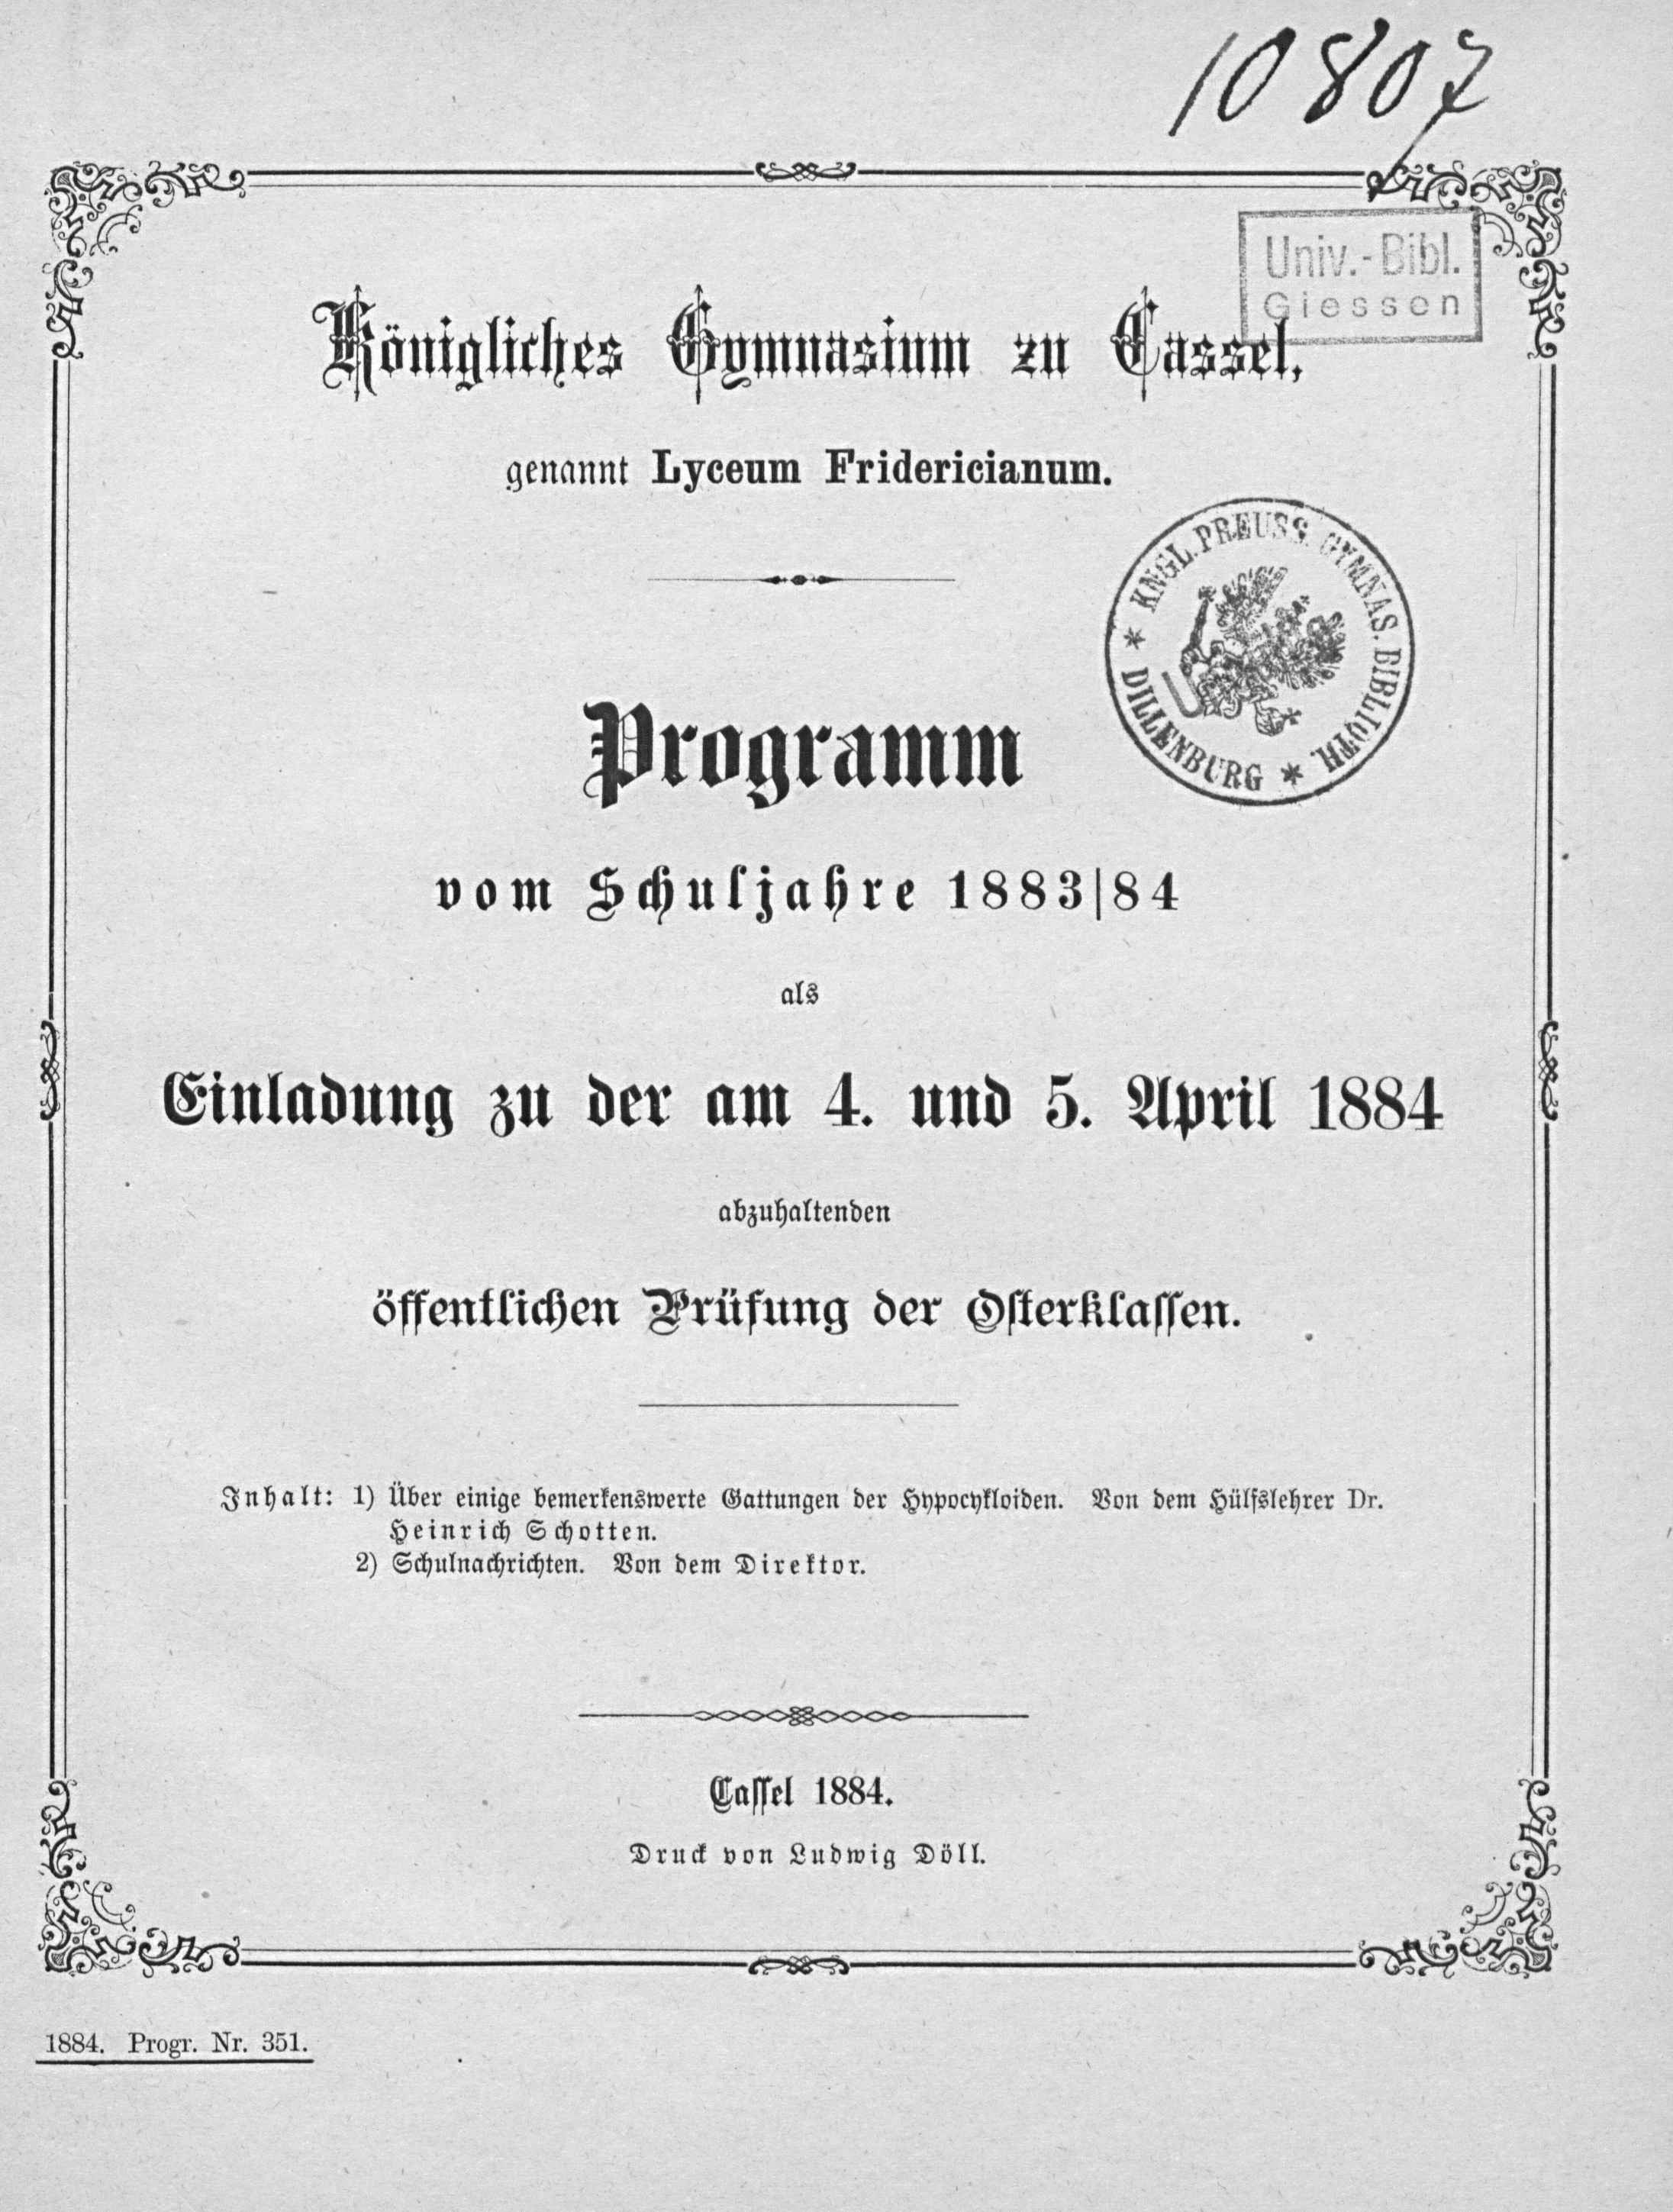 10807
Univ.-Bibl.
Giessen
Königliches Gymnasium zu Cassel,
genannt Lyceum Fridericianum.
KNGL. PREUSS. GYMNAS. BIBLIOTH.
DILLENBURG
Programm
vom Schuljahre 1883|84
als
Einladung zu der am 4. und 5. April 1884
abzuhaltenden
öffentlichen Prüfung der Osterklassen.
Inhalt: 1) Über einige bemerkenswerte Gattungen der Hypocykloiden. Von dem Hülfslehrer Dr.
Heinrich Schotten.
2) Schulnachrichten. Von dem Direktor.
Cassel 1884.
Druck von Ludwig Döll.
1884. Progr. Nr. 351.